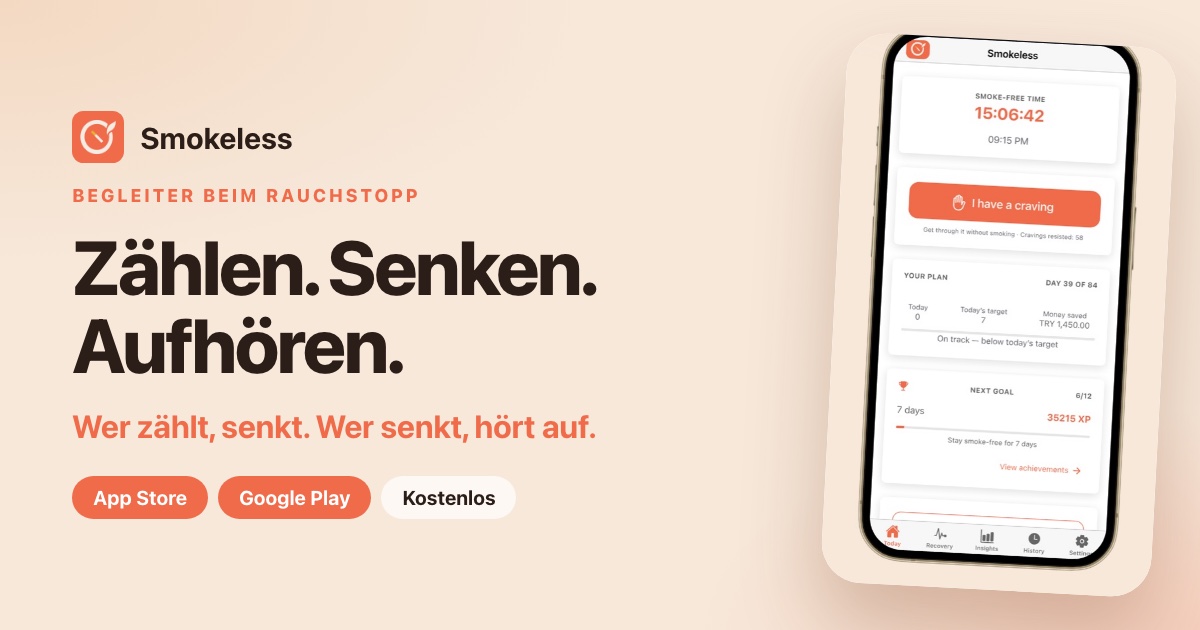 Smokeless
BEGLEITER BEIM RAUCHSTOPP
Zählen. Senken.
Aufhören.
Wer zählt, senkt. Wer senkt, hört auf.
App Store
Google Play
Kostenlos
Smokeless
SMOKE-FREE TIME
15:06:42
09:15 PM
I have a craving
Get through it without smoking · Cravings resisted: 58
YOUR PLAN DAY 39 OF 84
Today Today's target Money saved
0 7 TRY 1,450.00
On track — below today's target
NEXT GOAL 6/12
7 days 35215 XP
Stay smoke-free for 7 days
View achievements →
Today Recovery Insights History